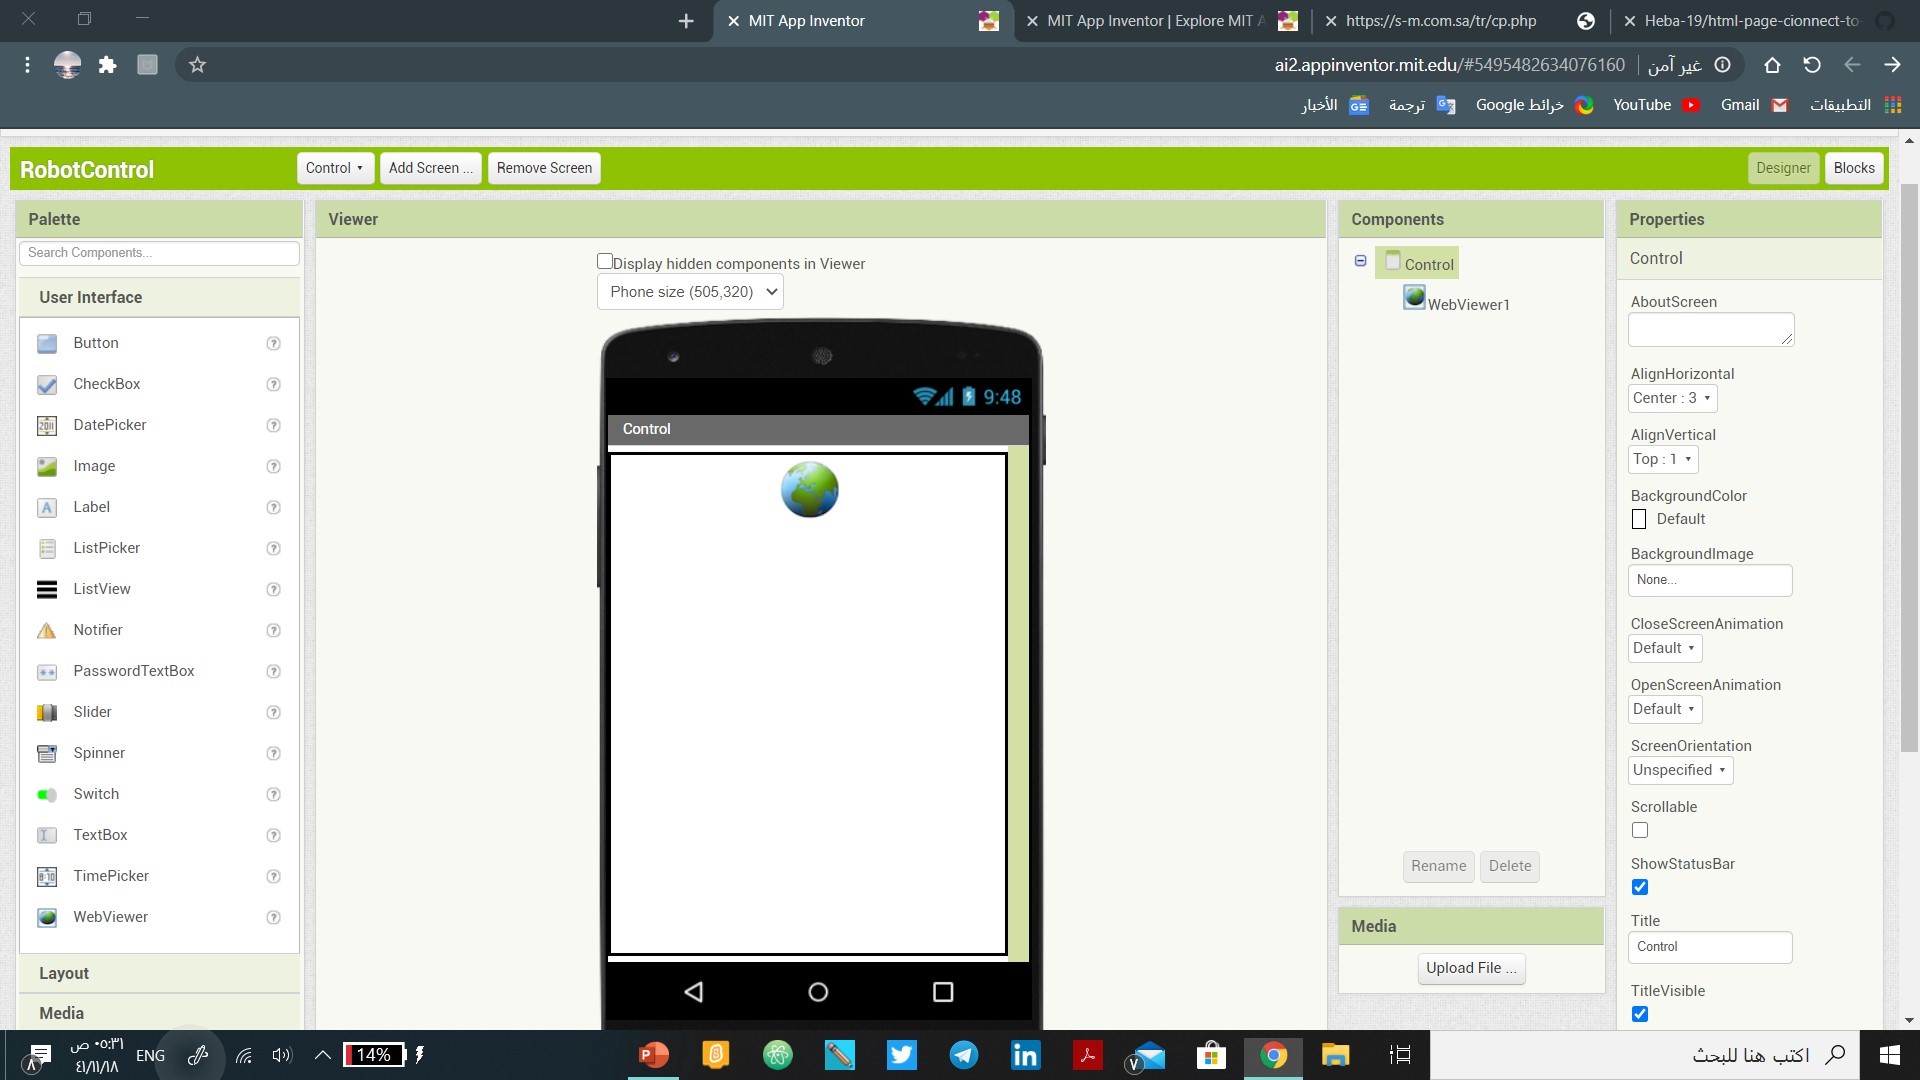 MIT App Inventor
MIT App Inventor | Explore MIT A
https://s-m.com.sa/tr/cp.php
Heba-19/html-page-cionnect-to-
ai2.appinventor.mit.edu/#5495482634076160
غير آمن
الأخبار
ترجمة
خرائط Google
YouTube
Gmail
التطبيقات
RobotControl
Control
Add Screen ...
Remove Screen
Designer
Blocks
Palette
Search Components...
User Interface
Button
CheckBox
DatePicker
Image
Label
ListPicker
ListView
Notifier
PasswordTextBox
Slider
Spinner
Switch
TextBox
TimePicker
WebViewer
Layout
Media
Viewer
Display hidden components in Viewer
Phone size (505,320)
9:48
Control
Components
Control
WebViewer1
Rename
Delete
Media
Upload File ...
Properties
Control
AboutScreen
AlignHorizontal
Center : 3
AlignVertical
Top : 1
BackgroundColor
Default
BackgroundImage
None...
CloseScreenAnimation
Default
OpenScreenAnimation
Default
ScreenOrientation
Unspecified
Scrollable
ShowStatusBar
Title
Control
TitleVisible
٠٥:٣١ ص
٤١/١١/١٨
ENG
14%
اكتب هنا للبحث